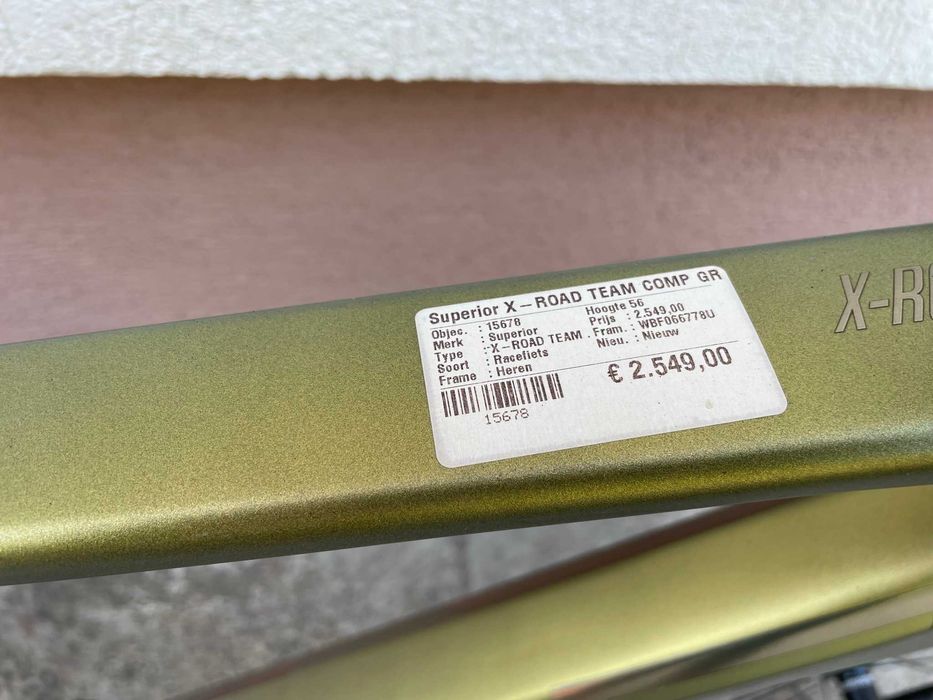 Superior X-ROAD TEAM COMP GR
Objec. : 15678 Hoogte 56
Merk : Superior Prijs : 2.549,00
Type : X-ROAD TEAM Fram. : WBF066778U
Soort : Racefiets Nieu. : Nieuw
Frame : Heren
€ 2.549,00
15678
X-RO